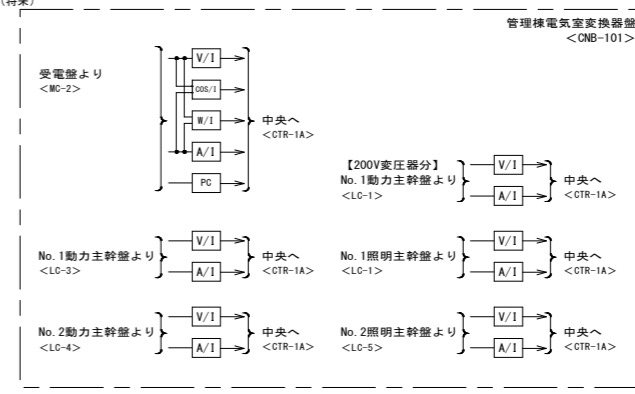 (将来)
管理棟電気室変換器盤
<CNB-101>
受電盤より
<MC-2>
V/I
COS/I
W/I
A/I
PC
中央へ
<CTR-1A>
【200V変圧器分】
No.1動力主幹盤より
<LC-1>
V/I
A/I
中央へ
<CTR-1A>
No.1動力主幹盤より
<LC-3>
V/I
A/I
中央へ
<CTR-1A>
No.1照明主幹盤より
<LC-1>
V/I
A/I
中央へ
<CTR-1A>
No.2動力主幹盤より
<LC-4>
V/I
A/I
中央へ
<CTR-1A>
No.2照明主幹盤より
<LC-5>
V/I
A/I
中央へ
<CTR-1A>